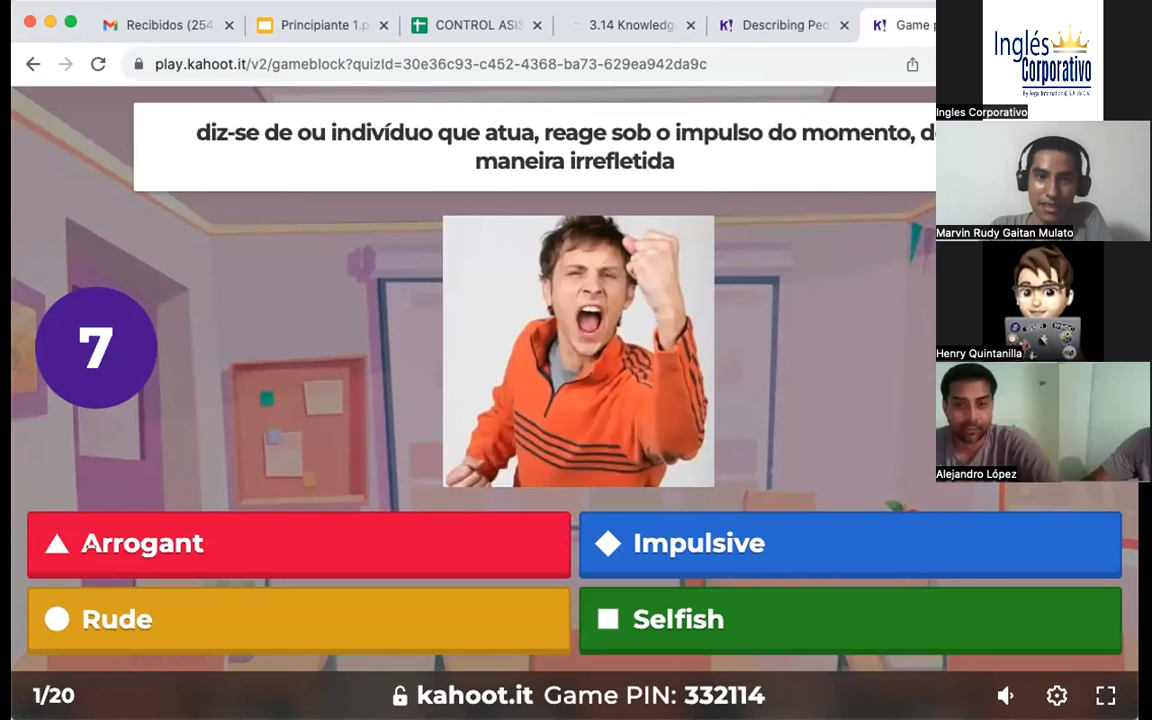 Recibidos (254
Principiante 1.p
CONTROL ASIS
3.14 Knowledg
Describing Peo
Game p
play.kahoot.it/v2/gameblock?quizId=30e36c93-c452-4368-ba73-629ea942da9c
Inglés
Corporativo
Ingles Corporativo
diz-se de ou indivíduo que atua, reage sob o impulso do momento, d
maneira irrefletida
Marvin Rudy Gaitan Mulato
7
Henry Quintanilla
Alejandro López
Arrogant
Impulsive
Rude
Selfish
1/20
kahoot.it Game PIN: 332114